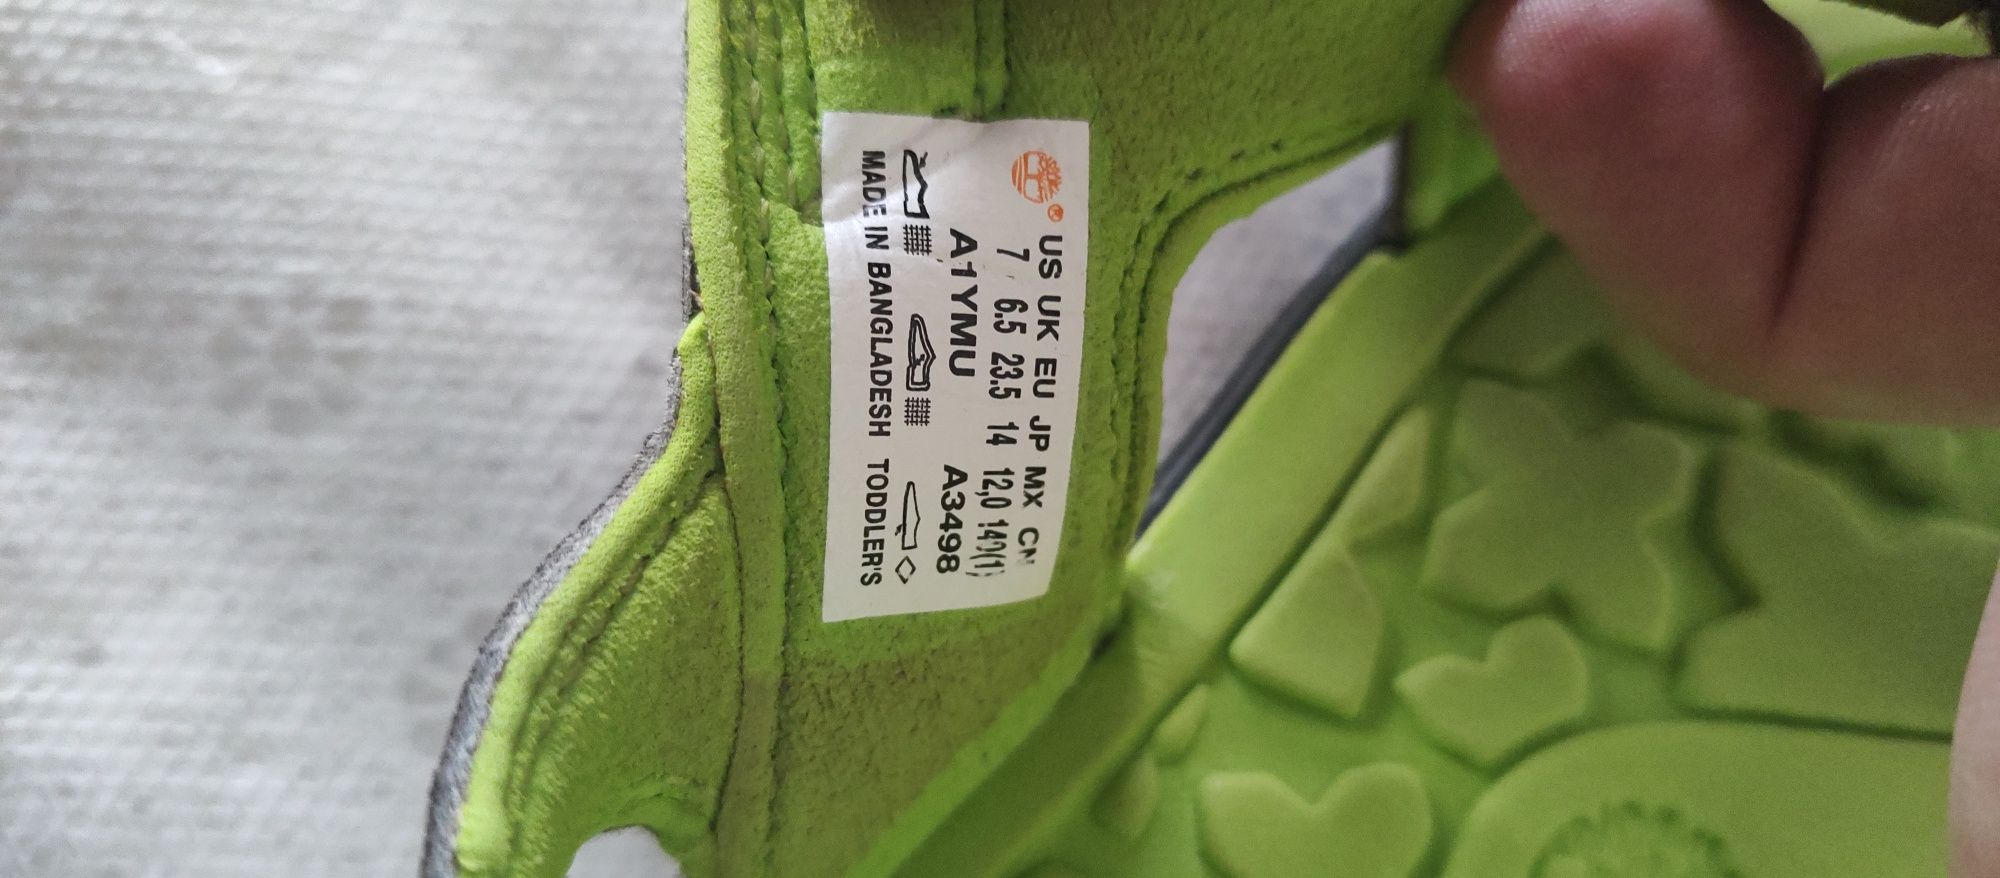 US UK EU JP MX CN
7 6.5 23.5 14 12,0
A1YMU A3498
MADE IN BANGLADESH TODDLER'S